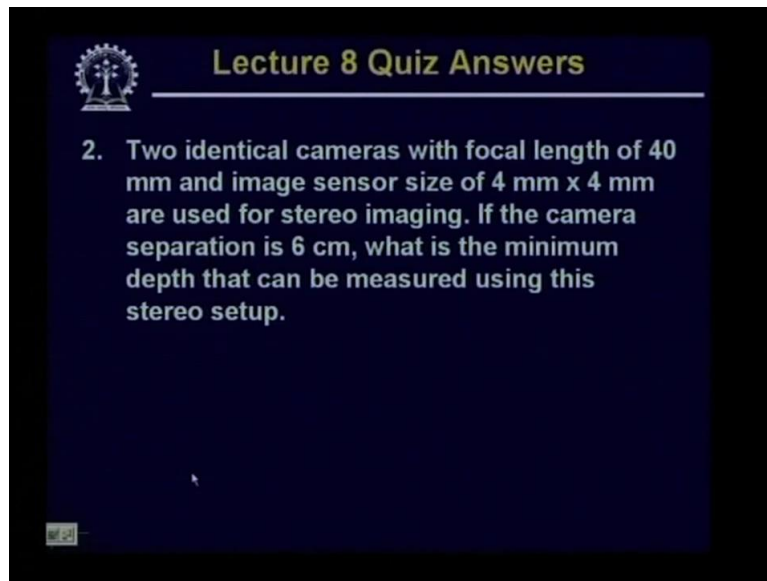 Lecture 8 Quiz Answers
2. Two identical cameras with focal length of 40
mm and image sensor size of 4 mm x 4 mm
are used for stereo imaging. If the camera
separation is 6 cm, what is the minimum
depth that can be measured using this
stereo setup.